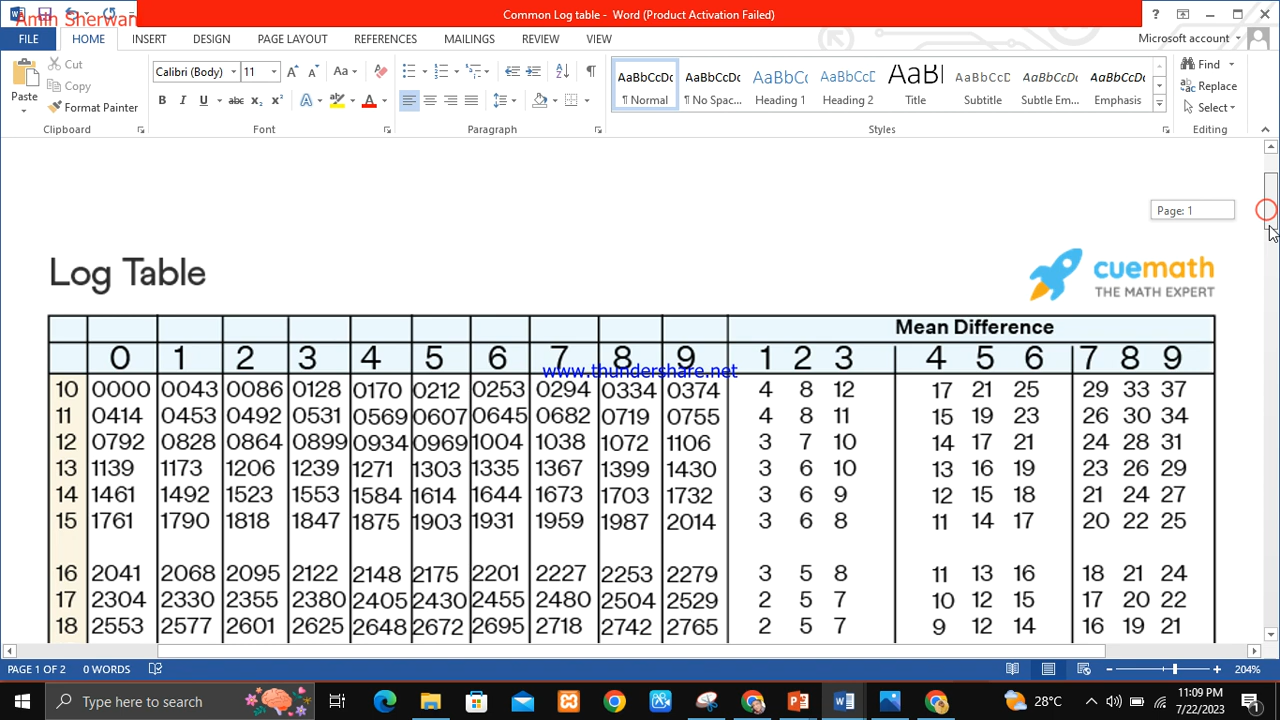 Amin Sherwan
Common Log table - Word (Product Activation Failed)
FILE HOME INSERT DESIGN PAGE LAYOUT REFERENCES MAILINGS REVIEW VIEW Microsoft account
Paste Cut Copy Format Painter
Calibri (Body) 11
AaBbCcDc AaBbCcDc AaBbCc AaBbCcD AaBI AaBbCcD AaBbCcDc AaBbCcDc
¶ Normal ¶ No Spac... Heading Heading 2 Title Subtitle Subtle Em... Emphasis
Find Replace Select
Clipboard Font Paragraph Styles Editing
Page: 1
Log Table
cuemath
THE MATH EXPERT
Mean Difference
0 1 2 3 4 5 6 7 8 9 1 2 3 4 5 6 7 8 9
www.thundershare.net
10 0000 0043 0086 0128 0170 0212 0253 0294 0334 0374 4 8 12 17 21 25 29 33 37
11 0414 0453 0492 0531 0569 0607 0645 0682 0719 0755 4 8 11 15 19 23 26 30 34
12 0792 0828 0864 0899 0934 0969 1004 1038 1072 1106 3 7 10 14 17 21 24 28 31
13 1139 1173 1206 1239 1271 1303 1335 1367 1399 1430 3 6 10 13 16 19 23 26 29
14 1461 1492 1523 1553 1584 1614 1644 1673 1703 1732 3 6 9 12 15 18 21 24 27
15 1761 1790 1818 1847 1875 1903 1931 1959 1987 2014 3 6 8 11 14 17 20 22 25
16 2041 2068 2095 2122 2148 2175 2201 2227 2253 2279 3 5 8 11 13 16 18 21 24
17 2304 2330 2355 2380 2405 2430 2455 2480 2504 2529 2 5 7 10 12 15 17 20 22
18 2553 2577 2601 2625 2648 2672 2695 2718 2742 2765 2 5 7 9 12 14 16 19 21
PAGE 1 OF 2 0 WORDS 204%
Type here to search 28°C 11:09 PM
7/22/2023